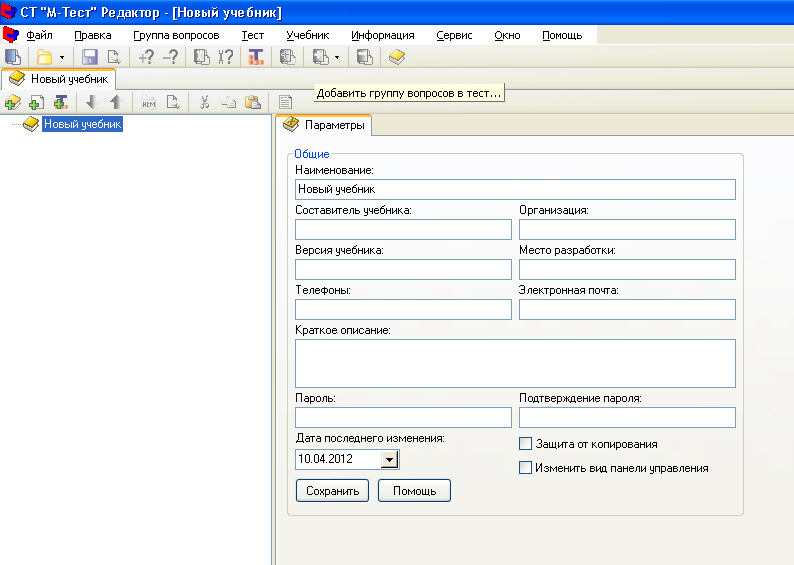 СТ "М-Тест" Редактор - [Новый учебник]
Файл Правка Группа вопросов Тест Учебник Информация Сервис Окно Помощь
Новый учебник
Добавить группу вопросов в тест...
Новый учебник
Параметры
Общие
Наименование:
Новый учебник
Составитель учебника: Организация:
Версия учебника: Место разработки:
Телефоны: Электронная почта:
Краткое описание:
Пароль: Подтверждение пароля:
Дата последнего изменения:
Защита от копирования
10.04.2012
Изменить вид панели управления
Сохранить Помощь